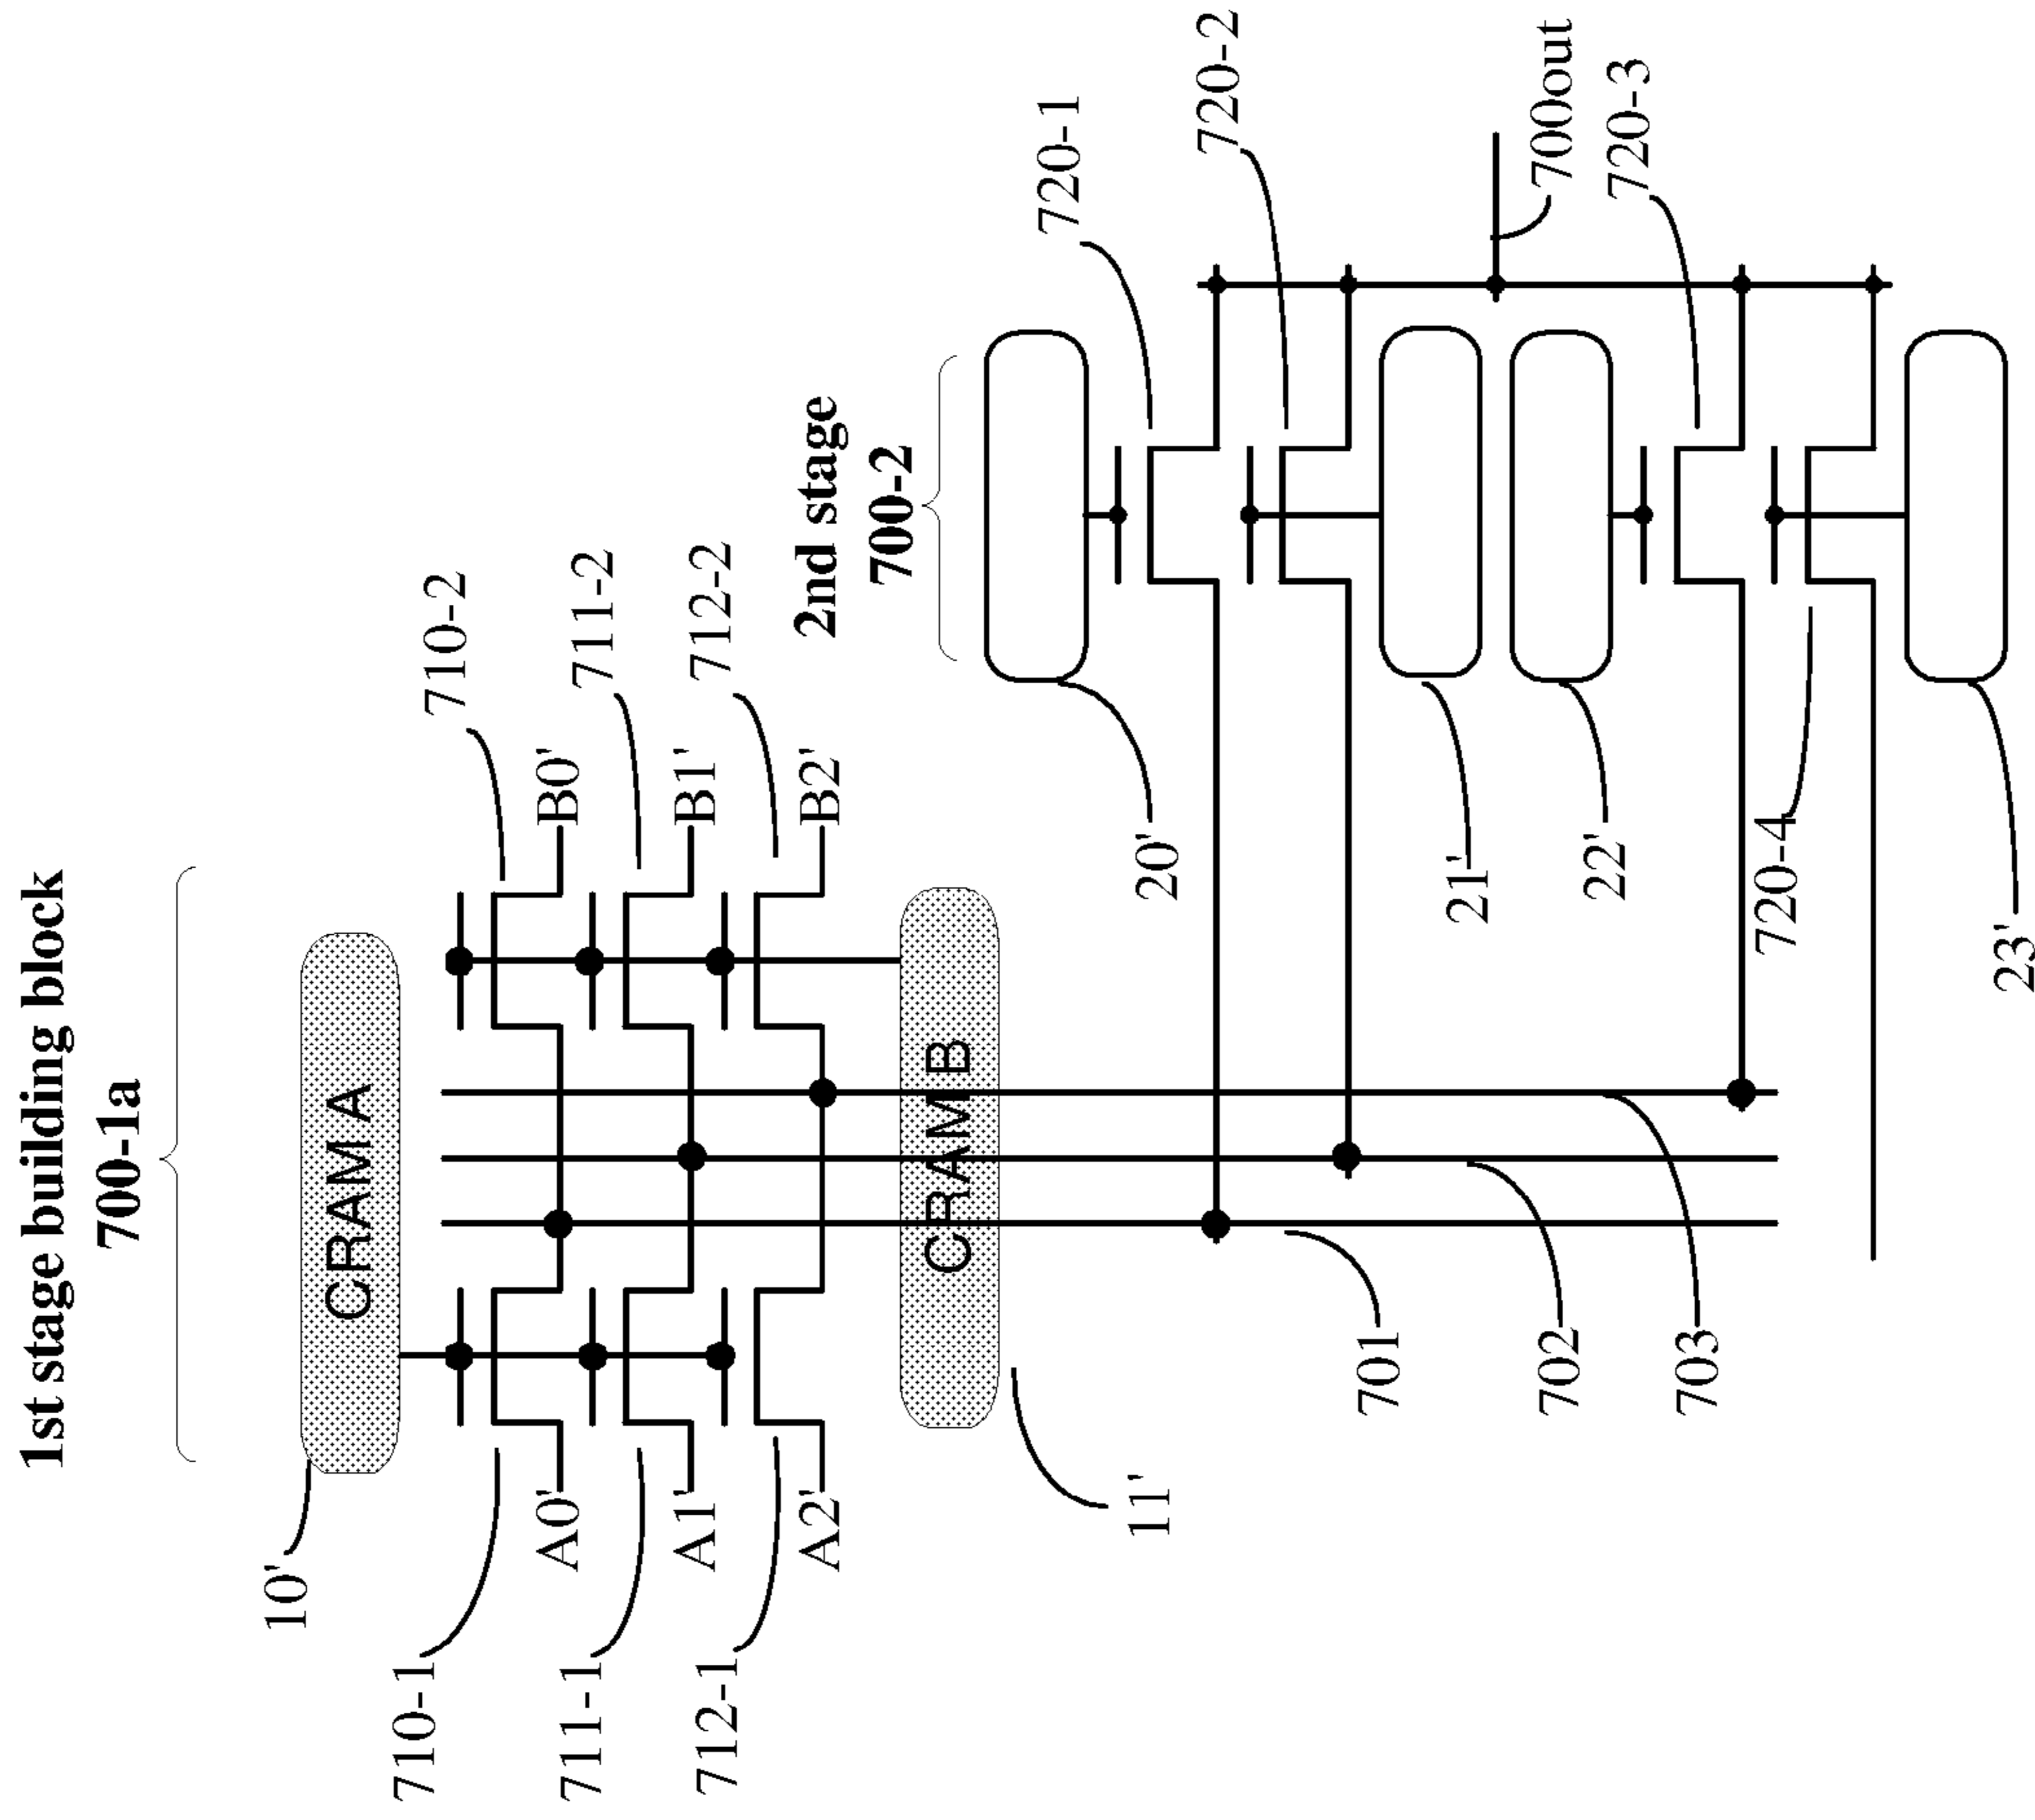 1st stage building block
700-1a
10'
CRAM A
710-1
710-2
A0'
B0'
711-1
711-2
A1'
B1'
712-1
712-2
A2'
B2'
CRAM B
11'
2nd stage
700-2
720-1
20'
720-2
701
21'
700out
702
22'
720-3
703
720-4
23'